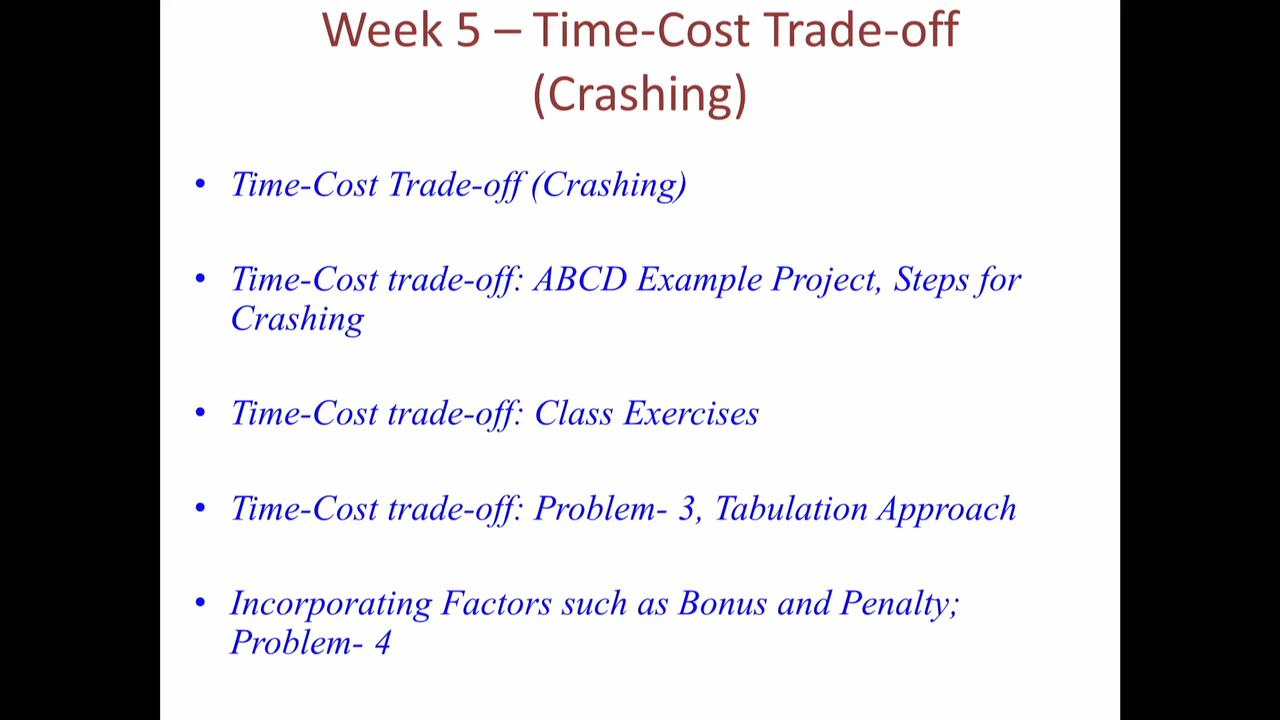 Week 5 – Time-Cost Trade-off
(Crashing)
• Time-Cost Trade-off (Crashing)
• Time-Cost trade-off: ABCD Example Project, Steps for
Crashing
• Time-Cost trade-off: Class Exercises
• Time-Cost trade-off: Problem- 3, Tabulation Approach
• Incorporating Factors such as Bonus and Penalty;
Problem- 4